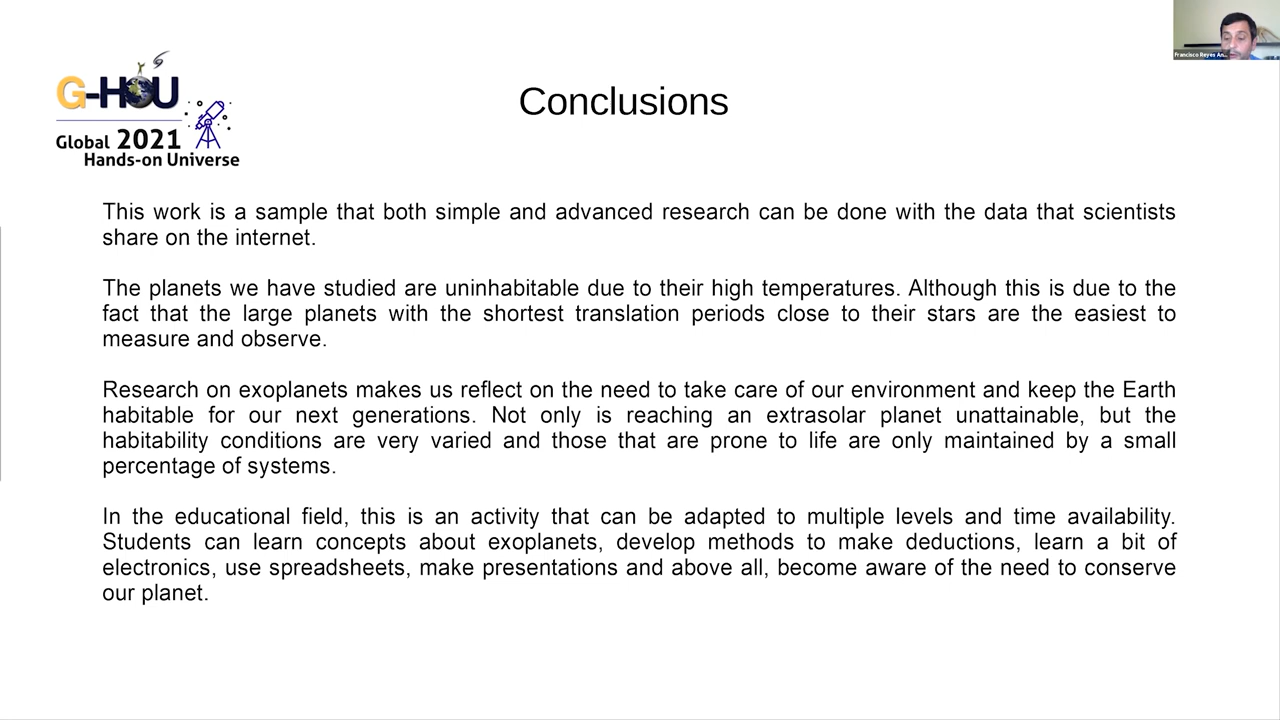 Francisco Reyes An...
G-HOU
Global 2021
Hands-on Universe
Conclusions
This work is a sample that both simple and advanced research can be done with the data that scientists
share on the internet.
The planets we have studied are uninhabitable due to their high temperatures. Although this is due to the
fact that the large planets with the shortest translation periods close to their stars are the easiest to
measure and observe.
Research on exoplanets makes us reflect on the need to take care of our environment and keep the Earth
habitable for our next generations. Not only is reaching an extrasolar planet unattainable, but the
habitability conditions are very varied and those that are prone to life are only maintained by a small
percentage of systems.
In the educational field, this is an activity that can be adapted to multiple levels and time availability.
Students can learn concepts about exoplanets, develop methods to make deductions, learn a bit of
electronics, use spreadsheets, make presentations and above all, become aware of the need to conserve
our planet.